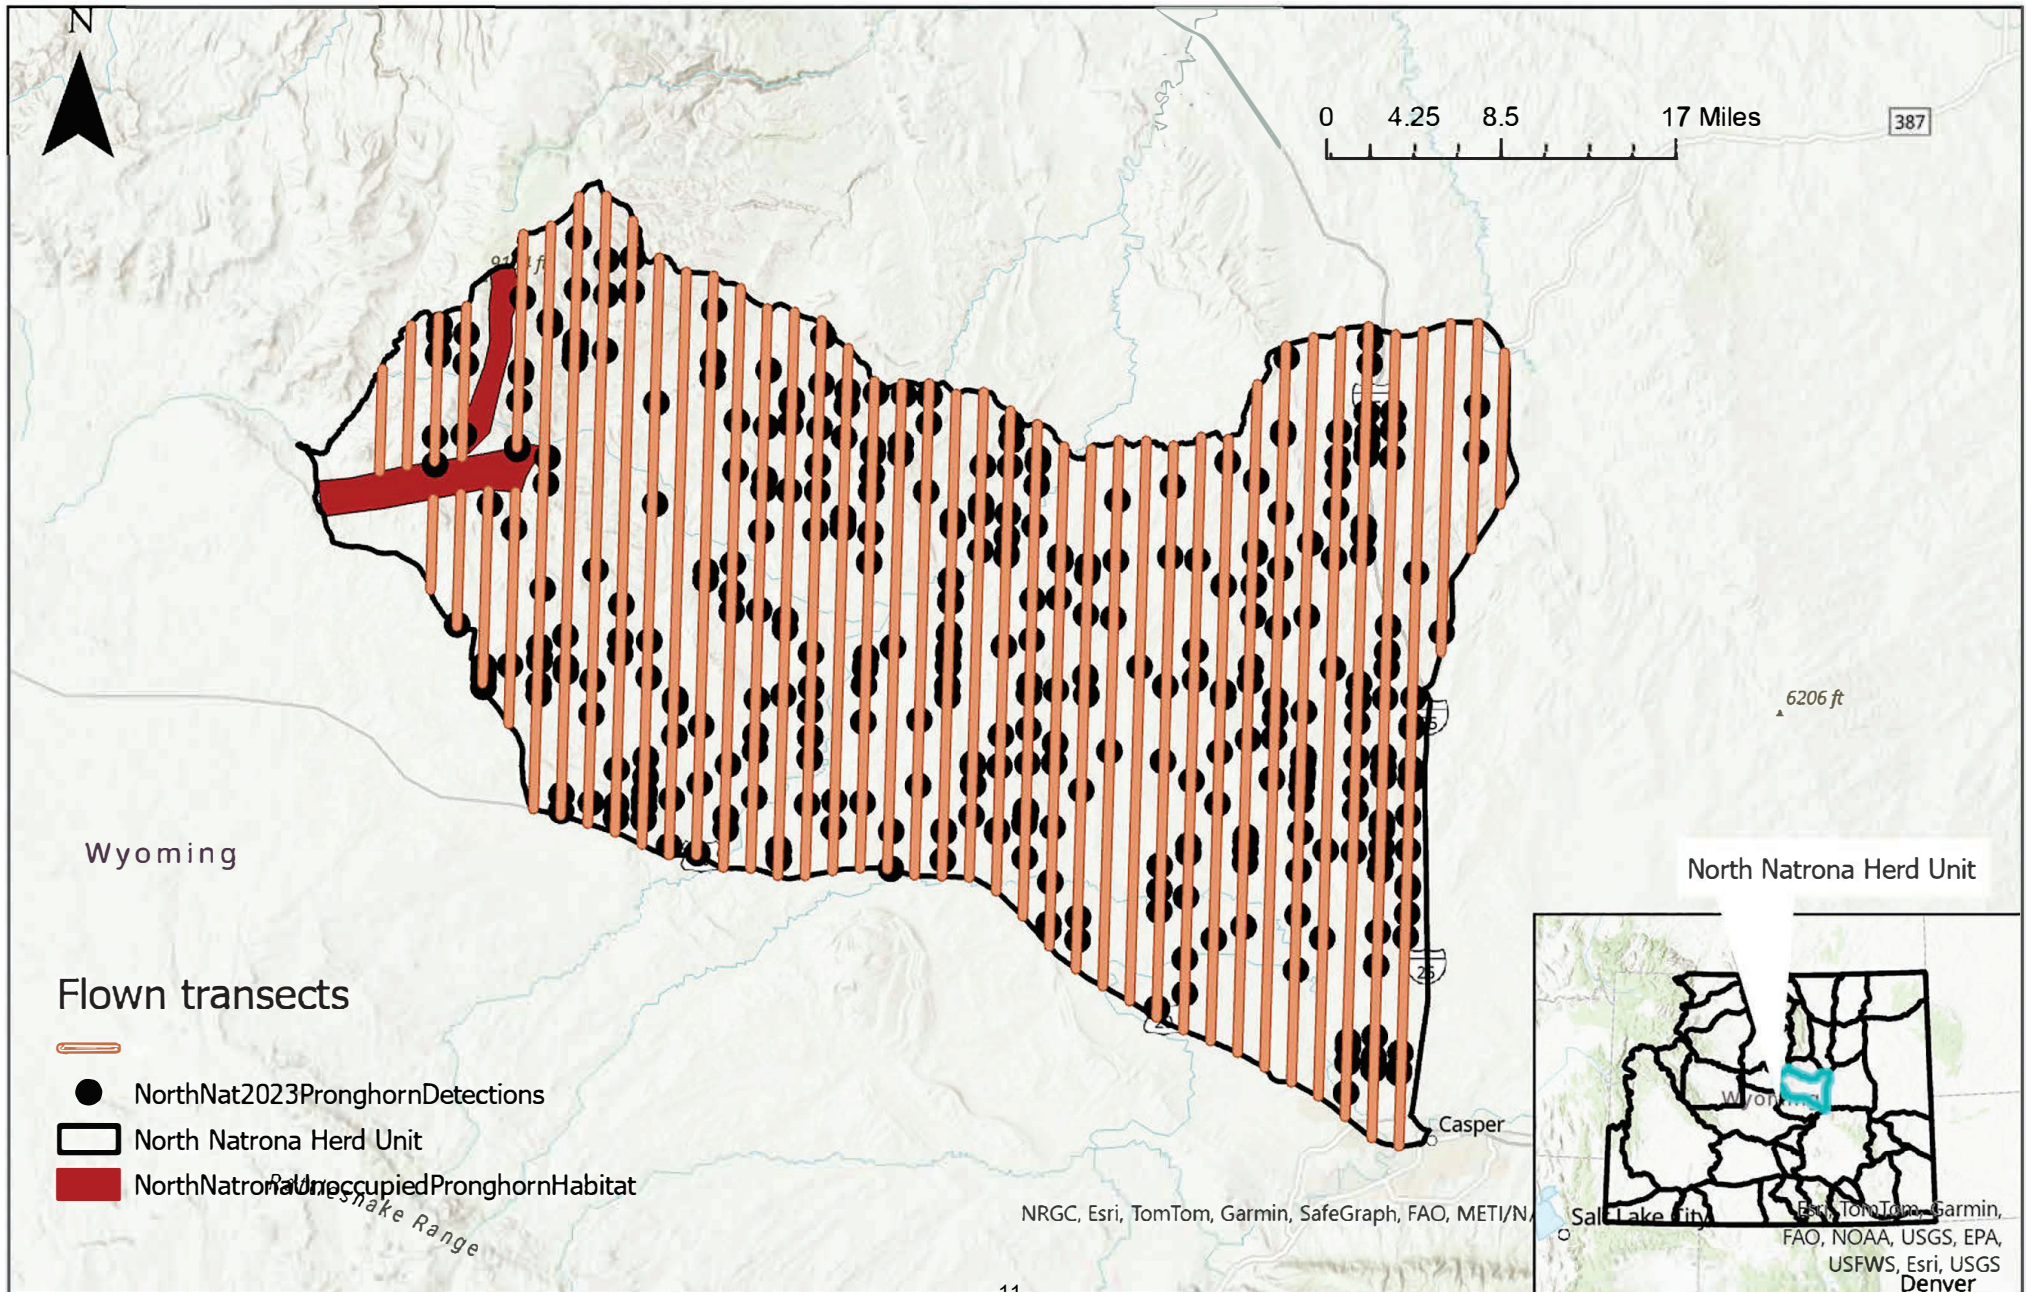 N
0 4.25 8.5 17 Miles
387
6206 ft
Wyoming
North Natrona Herd Unit
Flown transects
NorthNat2023PronghornDetections
North Natrona Herd Unit
NorthNatronaUnoccupiedPronghornHabitat
Rattlesnake Range
25
Casper
NRGC, Esri, TomTom, Garmin, SafeGraph, FAO, METI/N
Wyoming
Salt Lake City
Esri, TomTom, Garmin,
FAO, NOAA, USGS, EPA,
USFWS, Esri, USGS
Denver
11